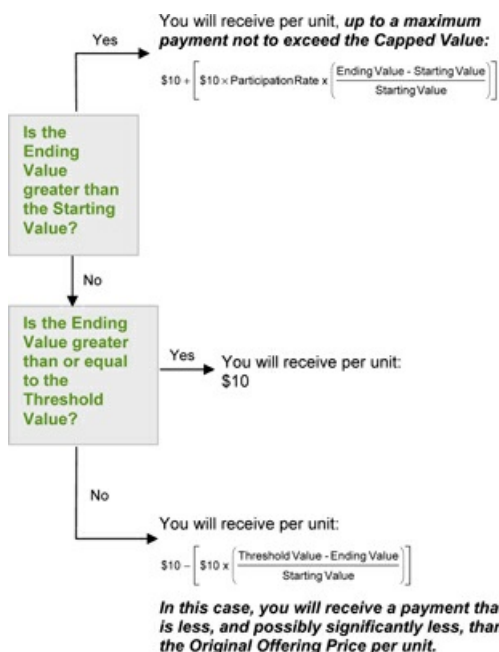 You will receive per unit, up to a maximum
Yes
payment not to exceed the Capped Value:
$10 + [ $10 × Participation Rate x ( Ending Value - Starting Value / Starting Value ) ]
Is the
Ending
Value
greater than
the Starting
Value?
No
Is the Ending
Value greater
than or equal
to the
Threshold
Value?
Yes
You will receive per unit:
$10
No
You will receive per unit:
$10 – [ $10 x ( Threshold Value - Ending Value / Starting Value ) ]
In this case, you will receive a payment tha
is less, and possibly significantly less, than
the Original Offering Price per unit.